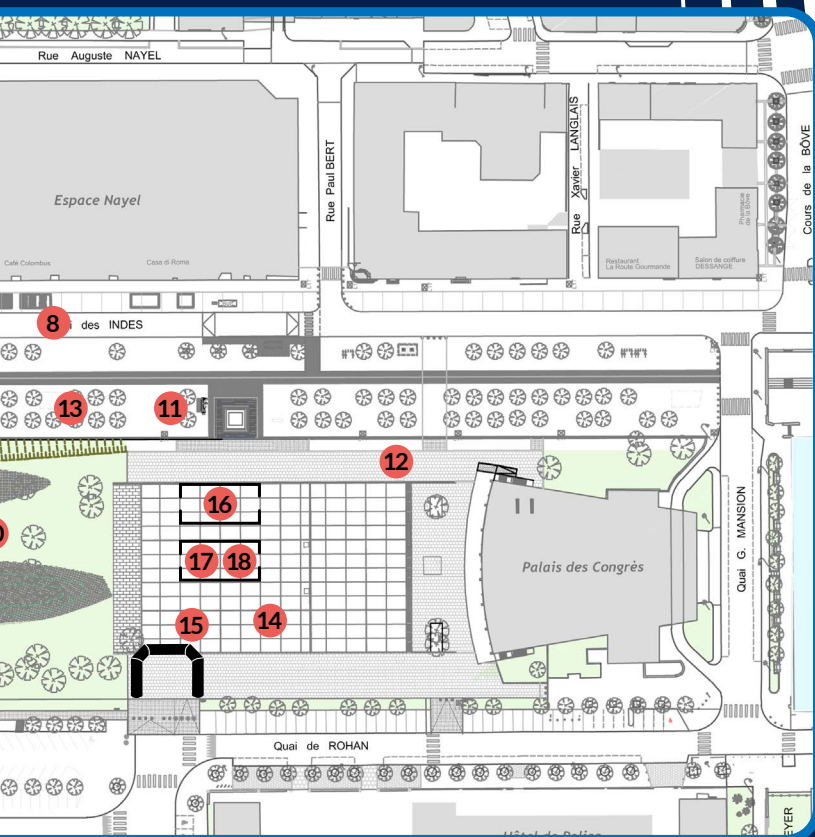 Rue Auguste NAYEL
Rue Paul BERT
Rue Xavier LANGLAIS
Cours de la BÔVE
Espace Nayel
Café Colombus
Casa di Roma
Restaurant
La Route Gourmande
Salon de coiffure
DESSANGE
Pharmacie
de la Bôve
8
des INDES
13
11
12
16
17
18
14
15
Palais des Congrès
Quai G. MANSION
Quai de ROHAN